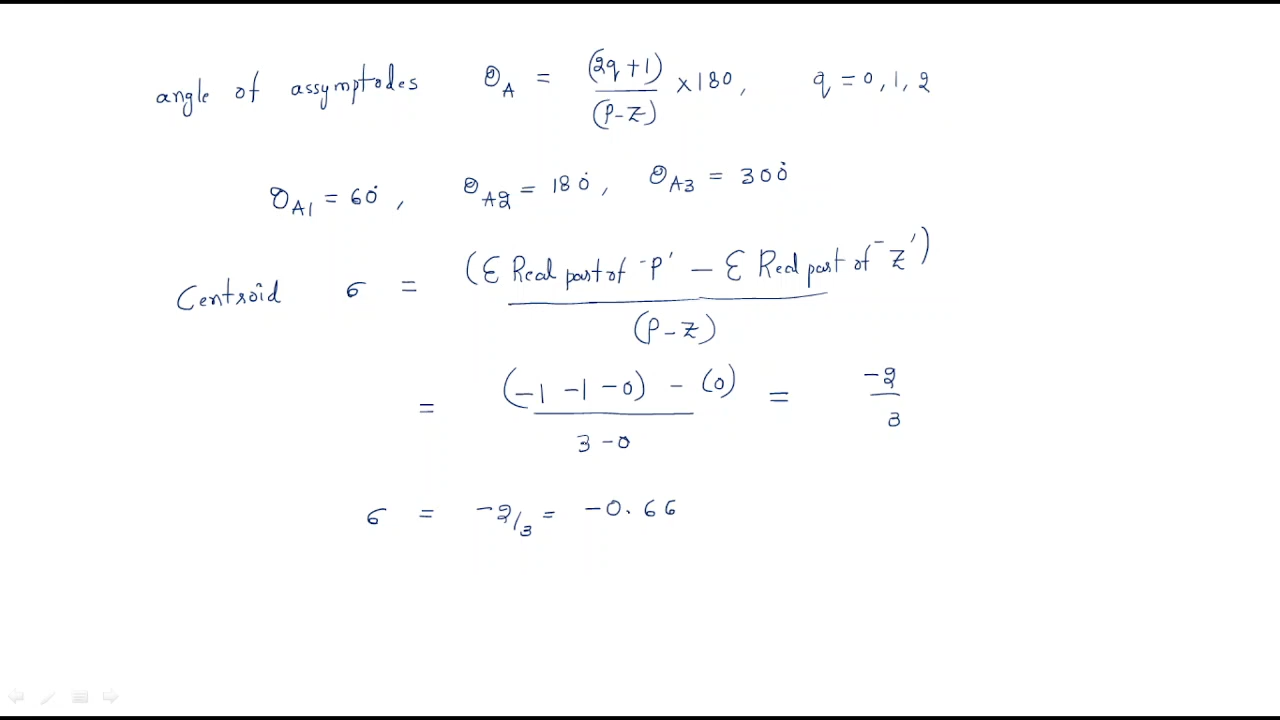 angle of assymptodes θA = (2q+1)/(P-Z) ×180, q = 0, 1, 2
θA1 = 60°, θA2 = 180°, θA3 = 300°
Centroid σ = (Σ Real part of -P' - Σ Real part of -Z')/(P-Z)
= (-1 -1 -0) - (0)/3-0 = -2/3
σ = -2/3 = -0.66